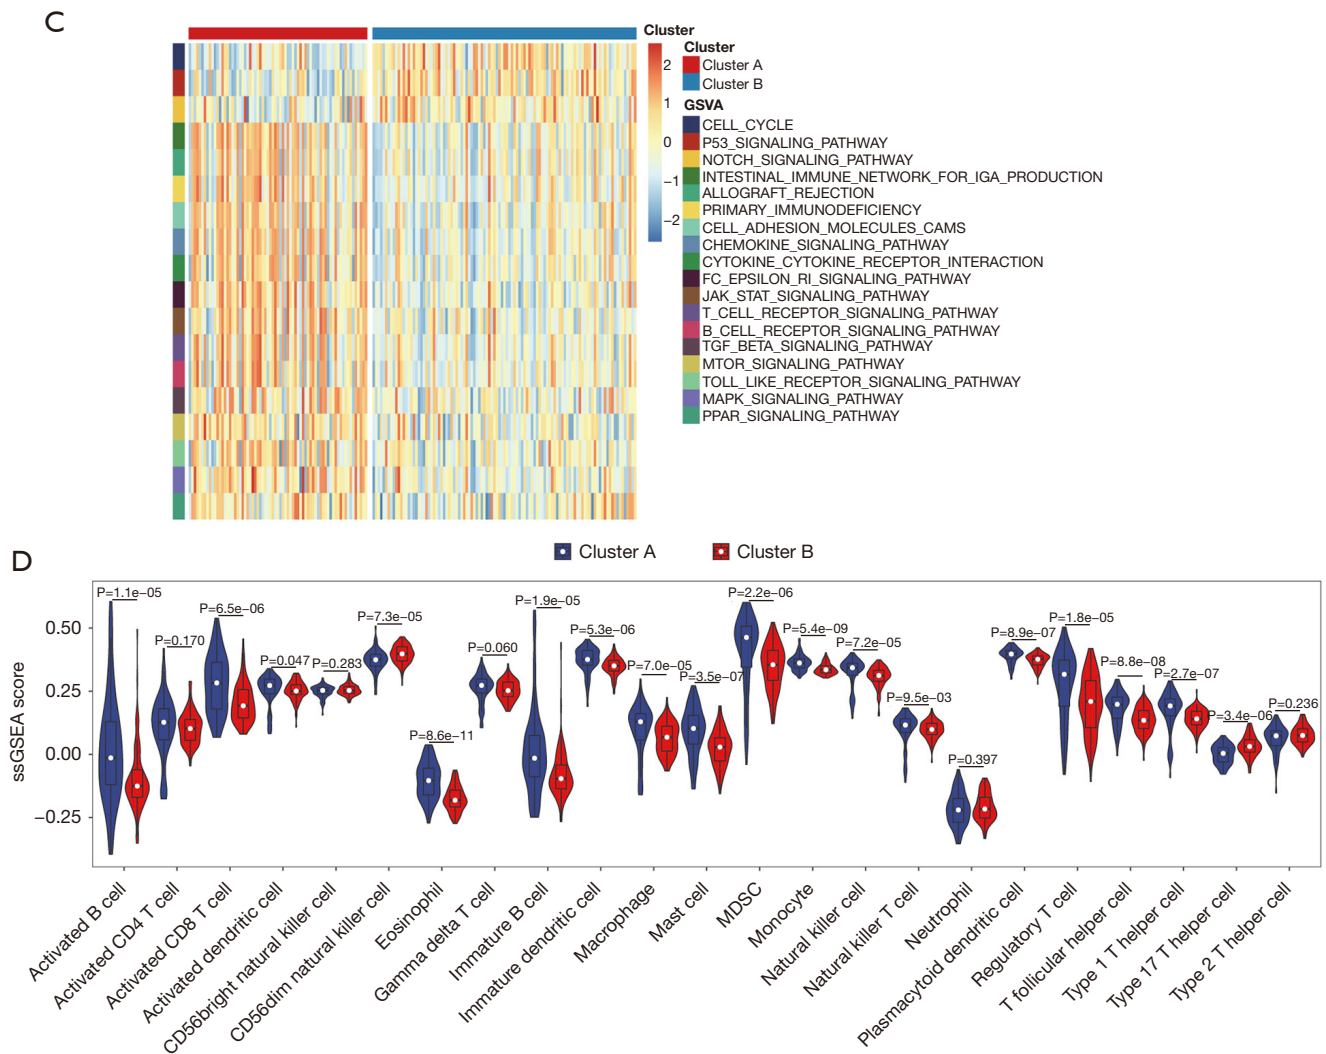 C
Cluster
2
1
0
−1
−2
Cluster
Cluster A
Cluster B
GSVA
CELL_CYCLE
P53_SIGNALING_PATHWAY
NOTCH_SIGNALING_PATHWAY
INTESTINAL_IMMUNE_NETWORK_FOR_IGA_PRODUCTION
ALLOGRAFT_REJECTION
PRIMARY_IMMUNODEFICIENCY
CELL_ADHESION_MOLECULES_CAMS
CHEMOKINE_SIGNALING_PATHWAY
CYTOKINE_CYTOKINE_RECEPTOR_INTERACTION
FC_EPSILON_RI_SIGNALING_PATHWAY
JAK_STAT_SIGNALING_PATHWAY
T_CELL_RECEPTOR_SIGNALING_PATHWAY
B_CELL_RECEPTOR_SIGNALING_PATHWAY
TGF_BETA_SIGNALING_PATHWAY
MTOR_SIGNALING_PATHWAY
TOLL_LIKE_RECEPTOR_SIGNALING_PATHWAY
MAPK_SIGNALING_PATHWAY
PPAR_SIGNALING_PATHWAY
D
Cluster A
Cluster B
ssGSEA score
0.50
0.25
0.00
−0.25
P=1.1e−05
P=0.170
P=6.5e−06
P=0.047
P=0.283
P=7.3e−05
P=8.6e−11
P=0.060
P=1.9e−05
P=5.3e−06
P=7.0e−05
P=3.5e−07
P=2.2e−06
P=5.4e−09
P=7.2e−05
P=9.5e−03
P=0.397
P=8.9e−07
P=1.8e−05
P=8.8e−08
P=2.7e−07
P=3.4e−06
P=0.236
Activated B cell
Activated CD4 T cell
Activated CD8 T cell
Activated dendritic cell
CD56bright natural killer cell
CD56dim natural killer cell
Eosinophil
Gamma delta T cell
Immature B cell
Immature dendritic cell
Macrophage
Mast cell
MDSC
Monocyte
Natural killer cell
Natural killer T cell
Neutrophil
Plasmacytoid dendritic cell
Regulatory T cell
T follicular helper cell
Type 1 T helper cell
Type 17 T helper cell
Type 2 T helper cell